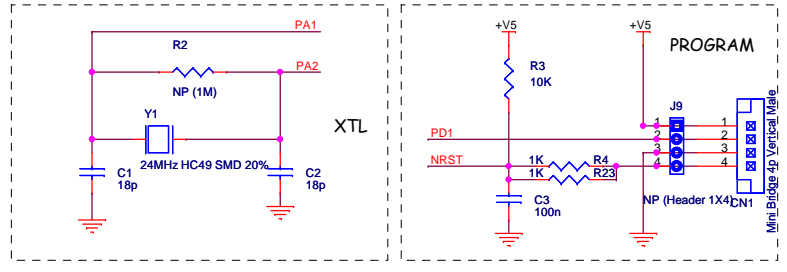 PA1
R2
PA2
NP (1M)
Y1
XTL
24MHz HC49 SMD 20%
C1
18p
C2
18p
+V5
+V5
PROGRAM
R3
10K
J9
PD1
1
2
3
4
1
2
3
4
NRST
1K
R4
1K
R23
C3
100n
NP (Header 1X4)
CN1
Mini Bridge 4p Vertical Male